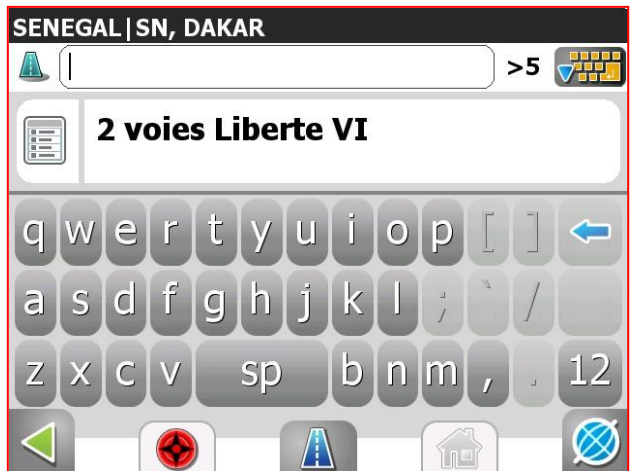 SENEGAL|SN, DAKAR
>5
2 voies Liberte VI
q w e r t y u i o p [ ]
a s d f g h j k l ; ` /
z x c v sp b n m , . 12